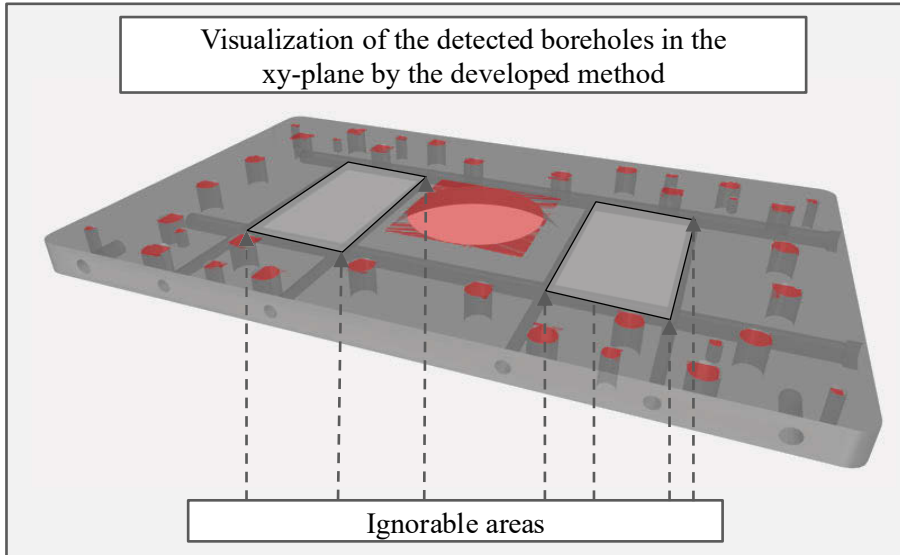 Visualization of the detected boreholes in the
xy-plane by the developed method
Ignorable areas